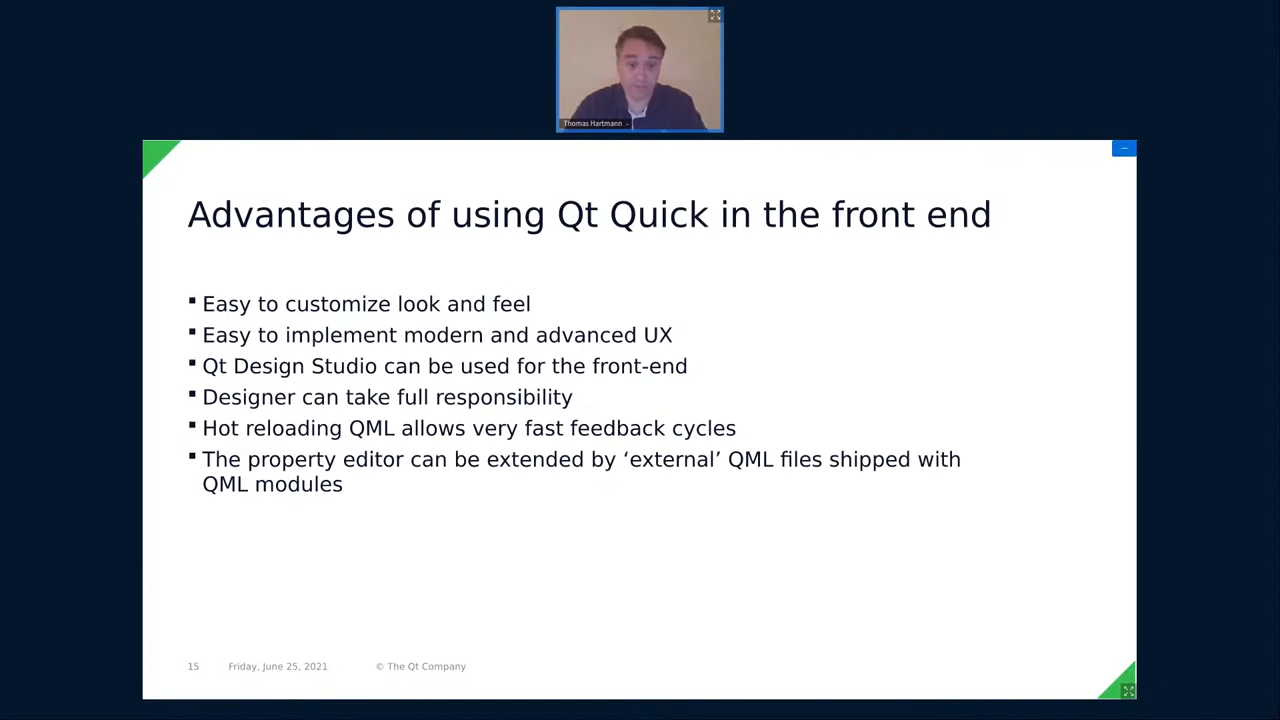 Thomas Hartmann -
Advantages of using Qt Quick in the front end
Easy to customize look and feel
Easy to implement modern and advanced UX
Qt Design Studio can be used for the front-end
Designer can take full responsibility
Hot reloading QML allows very fast feedback cycles
The property editor can be extended by ‘external’ QML files shipped with
QML modules
15 Friday, June 25, 2021 © The Qt Company